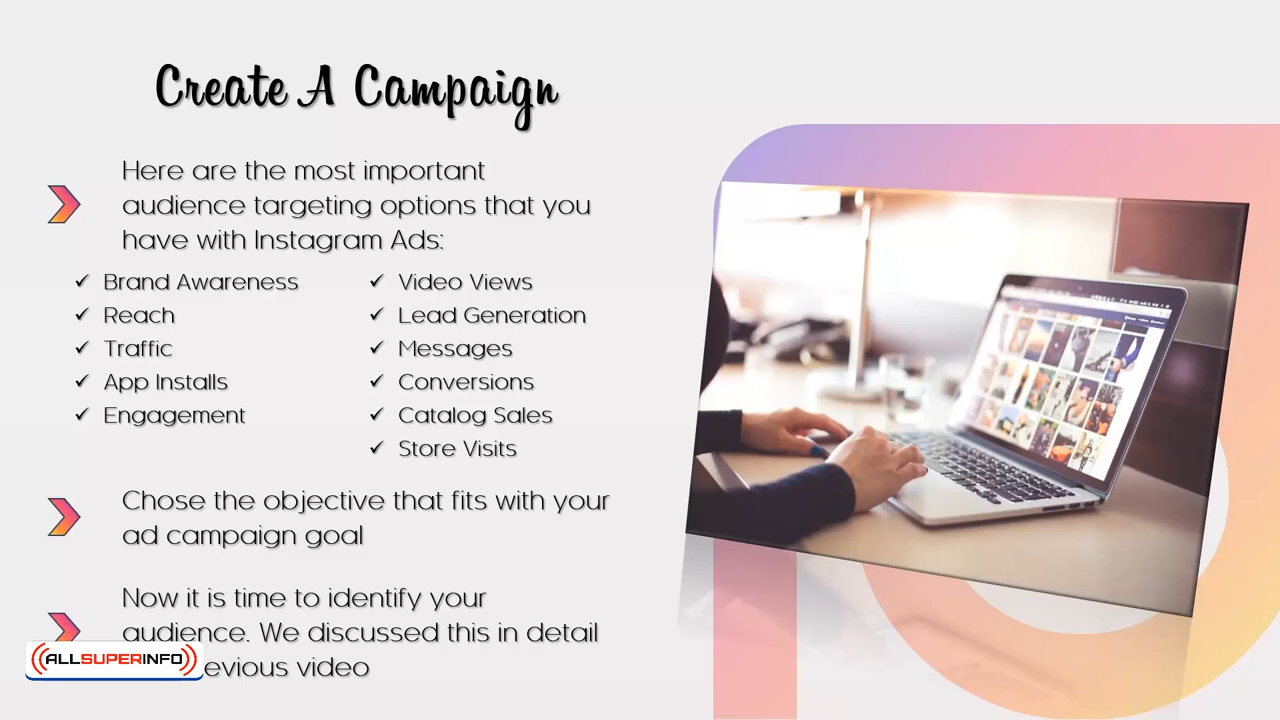 Create A Campaign
Here are the most important
audience targeting options that you
have with Instagram Ads:
Brand Awareness
Reach
Traffic
App Installs
Engagement
Video Views
Lead Generation
Messages
Conversions
Catalog Sales
Store Visits
Chose the objective that fits with your
ad campaign goal
Now it is time to identify your
audience. We discussed this in detail
evious video
ALLSUPERINFO